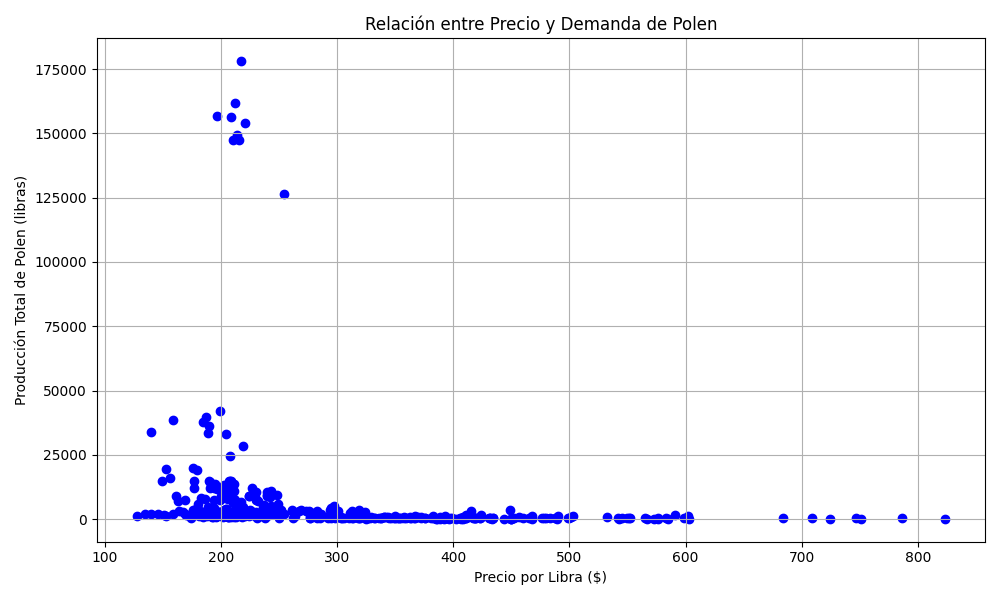 Relación entre Precio y Demanda de Polen
Producción Total de Polen (libras)
175000
150000
125000
100000
75000
50000
25000
0
100 200 300 400 500 600 700 800
Precio por Libra ($)